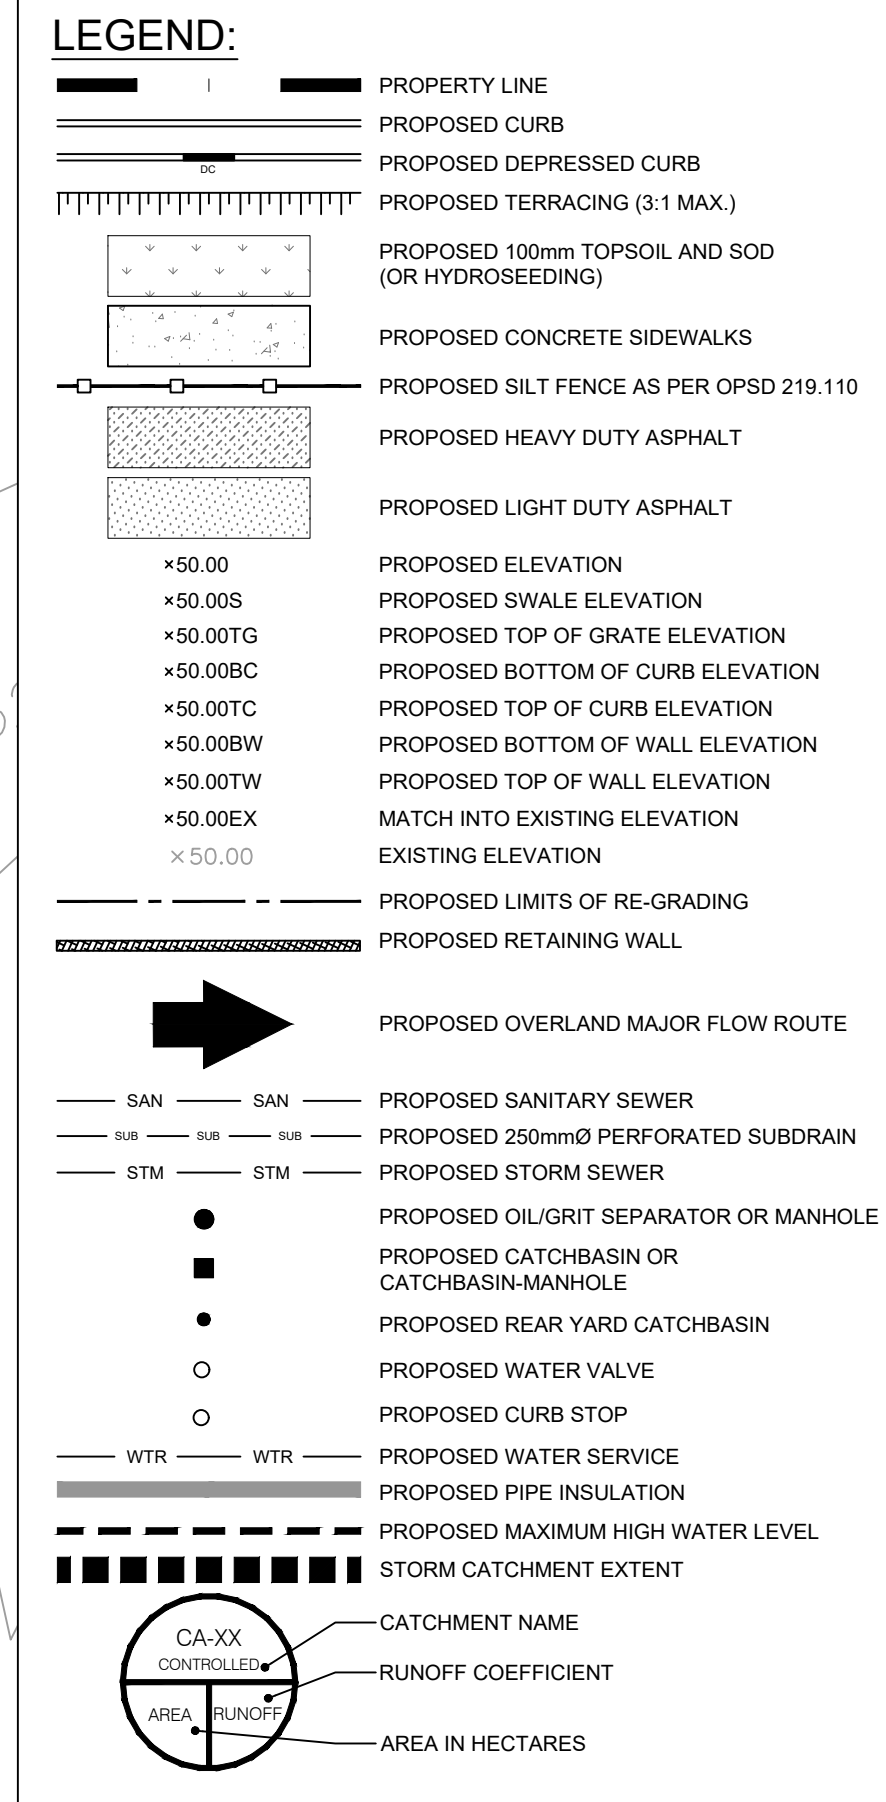 LEGEND:
PROPERTY LINE
PROPOSED CURB
DC PROPOSED DEPRESSED CURB
PROPOSED TERRACING (3:1 MAX.)
PROPOSED 100mm TOPSOIL AND SOD
(OR HYDROSEEDING)
PROPOSED CONCRETE SIDEWALKS
PROPOSED SILT FENCE AS PER OPSD 219.110
PROPOSED HEAVY DUTY ASPHALT
PROPOSED LIGHT DUTY ASPHALT
×50.00 PROPOSED ELEVATION
×50.00S PROPOSED SWALE ELEVATION
×50.00TG PROPOSED TOP OF GRATE ELEVATION
×50.00BC PROPOSED BOTTOM OF CURB ELEVATION
×50.00TC PROPOSED TOP OF CURB ELEVATION
×50.00BW PROPOSED BOTTOM OF WALL ELEVATION
×50.00TW PROPOSED TOP OF WALL ELEVATION
×50.00EX MATCH INTO EXISTING ELEVATION
×50.00 EXISTING ELEVATION
PROPOSED LIMITS OF RE-GRADING
PROPOSED RETAINING WALL
PROPOSED OVERLAND MAJOR FLOW ROUTE
SAN SAN PROPOSED SANITARY SEWER
SUB SUB SUB PROPOSED 250mmØ PERFORATED SUBDRAIN
STM STM PROPOSED STORM SEWER
PROPOSED OIL/GRIT SEPARATOR OR MANHOLE
PROPOSED CATCHBASIN OR
CATCHBASIN-MANHOLE
PROPOSED REAR YARD CATCHBASIN
PROPOSED WATER VALVE
PROPOSED CURB STOP
WTR WTR PROPOSED WATER SERVICE
PROPOSED PIPE INSULATION
PROPOSED MAXIMUM HIGH WATER LEVEL
STORM CATCHMENT EXTENT
CATCHMENT NAME
CA-XX
CONTROLLED
RUNOFF COEFFICIENT
AREA RUNOFF
AREA IN HECTARES